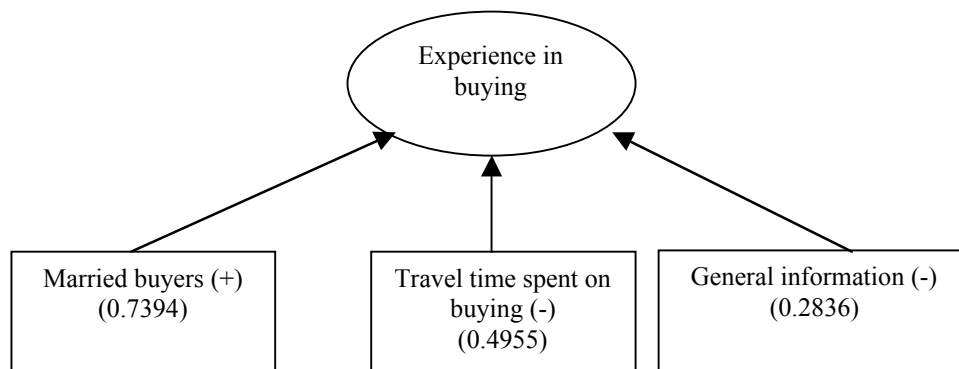 Experience in
buying
Married buyers (+)
(0.7394)
Travel time spent on
buying (-)
(0.4955)
General information (-)
(0.2836)